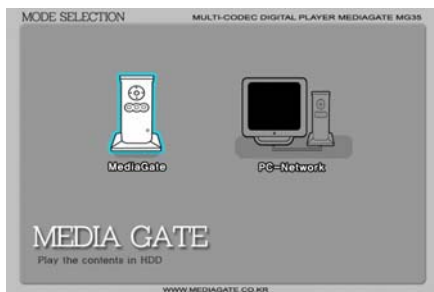 MODE SELECTION
MULTI-CODEC DIGITAL PLAYER MEDIAGATE MG35
MediaGate
PC-Network
MEDIA GATE
Play the contents in HDD
WWW.MEDIAGATE.CO.KR